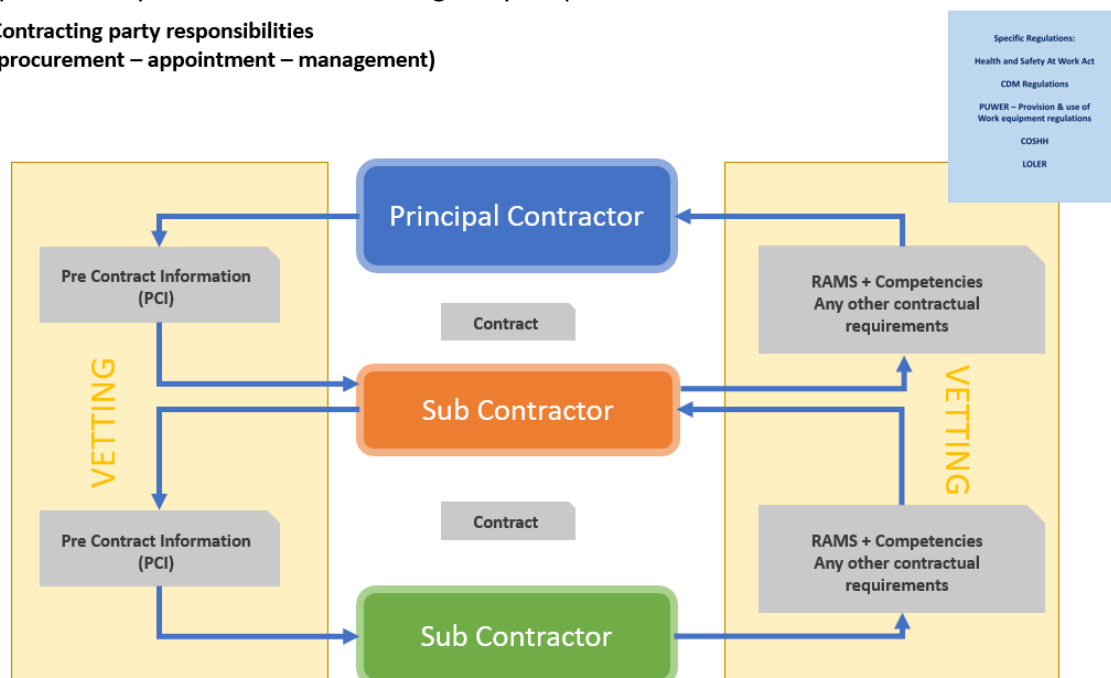 Contracting party responsibilities
(procurement – appointment – management)
Specific Regulations:
Health and Safety At Work Act
CDM Regulations
PUWER – Provision & use of
Work equipment regulations
COSHH
LOLER
Principal Contractor
Pre Contract Information
(PCI)
RAMS + Competencies
Any other contractual
requirements
Contract
VETTING
Sub Contractor
VETTING
Contract
Pre Contract Information
(PCI)
RAMS + Competencies
Any other contractual
requirements
Sub Contractor